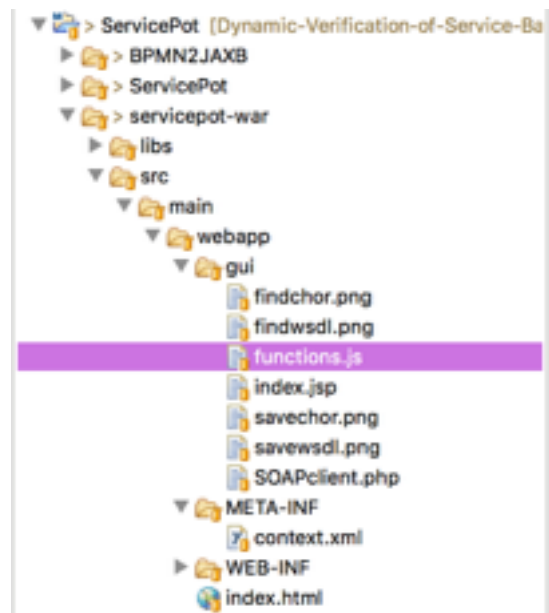 > ServicePot [Dynamic-Verification-of-Service-Ba
> BPMN2JAXB
> ServicePot
> servicepot-war
libs
src
main
webapp
gui
findchor.png
findwsdl.png
functions.js
index.jsp
savechor.png
savewsdl.png
SOAPclient.php
META-INF
context.xml
WEB-INF
index.html